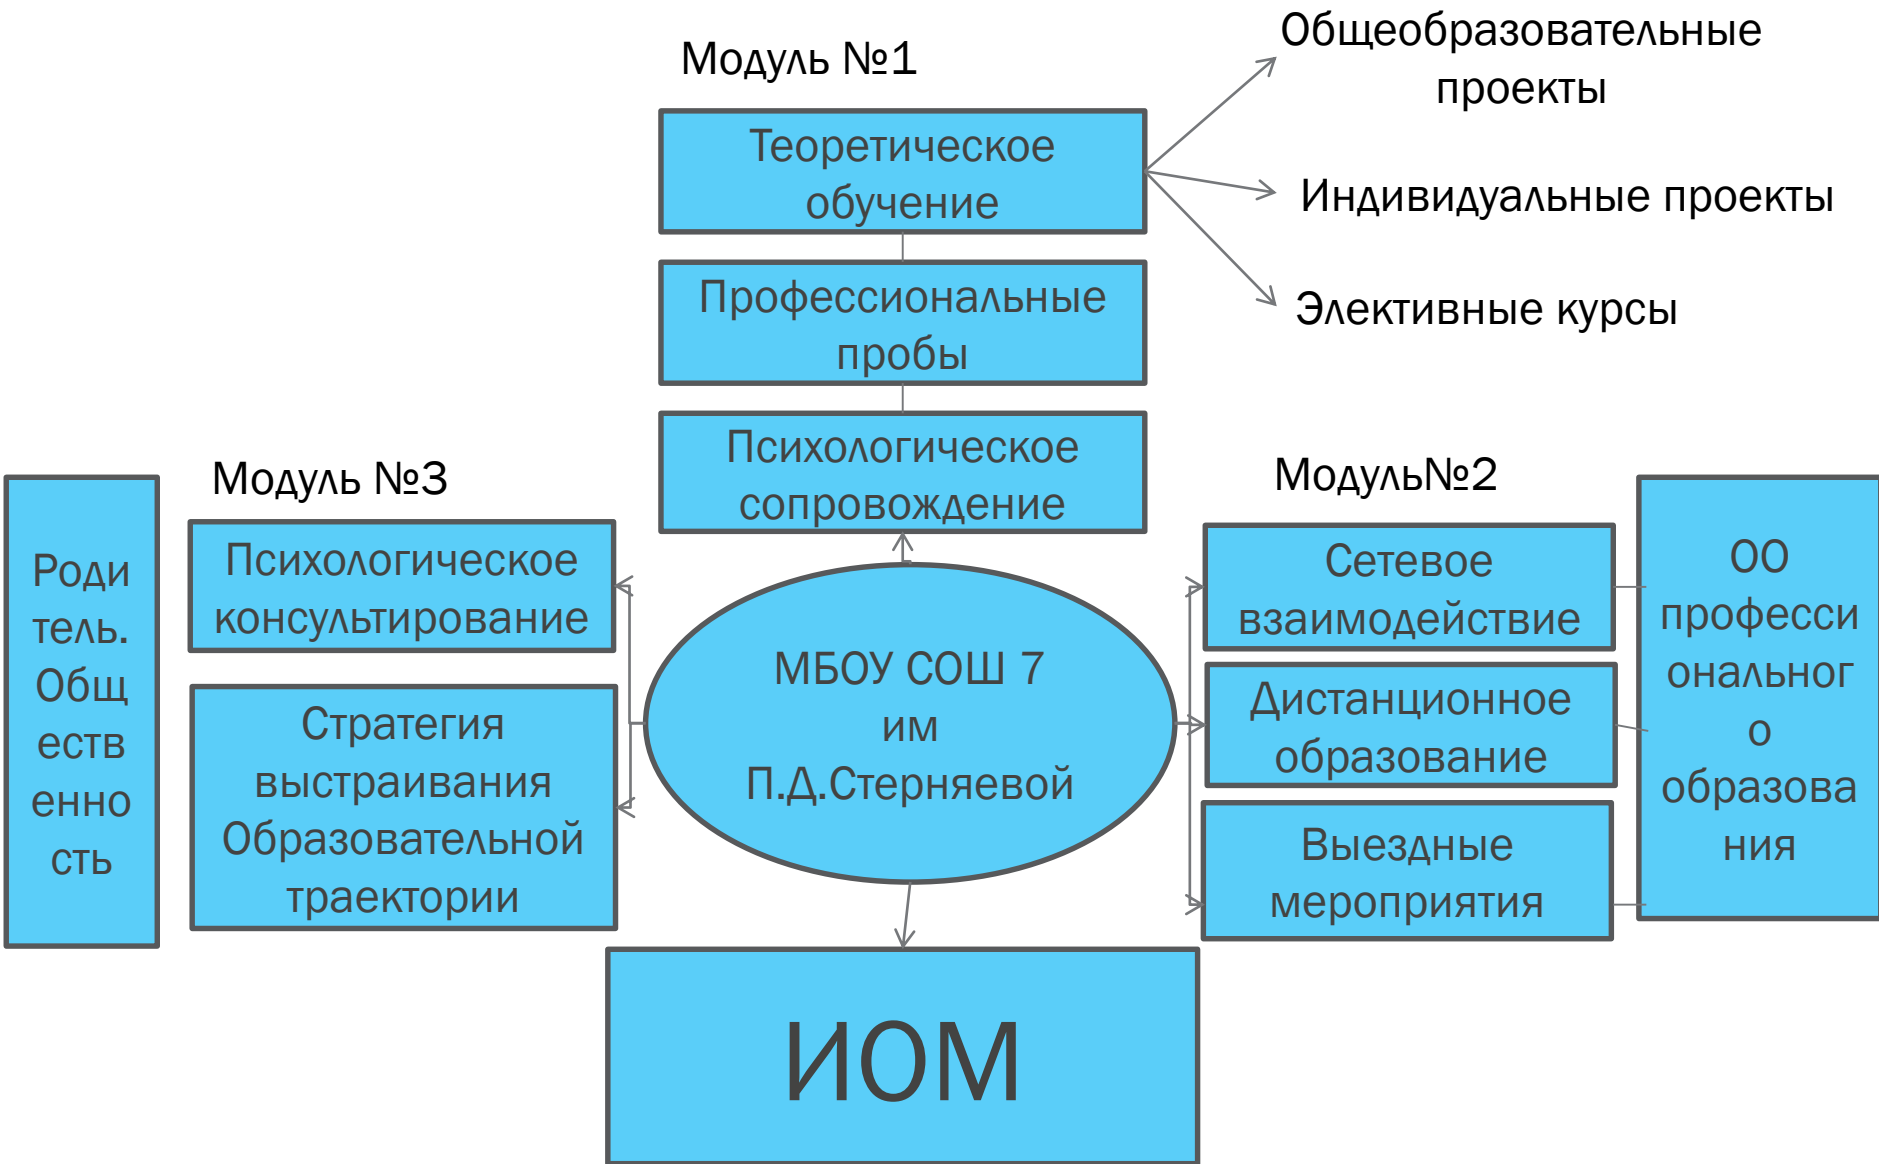 Модуль №1
Теоретическое
обучение
Общеобразовательные
проекты
Индивидуальные проекты
Элективные курсы
Профессиональные
пробы
Психологическое
сопровождение
Модуль №3
Роди
тель.
Общ
еств
енно
сть
Психологическое
консультирование
Стратегия
выстраивания
Образовательной
траектории
МБОУ СОШ 7
им
П.Д.Стерняевой
Модуль№2
Сетевое
взаимодействие
Дистанционное
образование
Выездные
мероприятия
ОО
професси
ональног
о
образова
ния
ИОМ